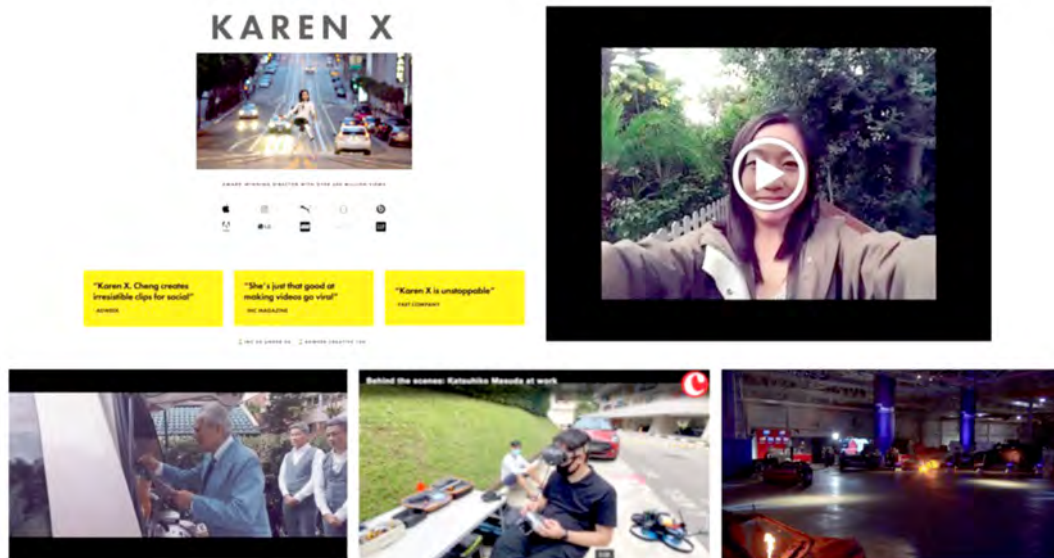 KAREN X
AWARD WINNING DIRECTOR WITH OVER 500 MILLION VIEWS
LG
"Karen X. Cheng creates
irresistible clips for social"
- ADWEEK
"She's just that good at
making videos go viral"
- INC MAGAZINE
"Karen X is unstoppable"
- FAST COMPANY
INC 30 UNDER 30 ADWEEK CREATIVE 100
Behind the scenes: Katsuhiko Masuda at work